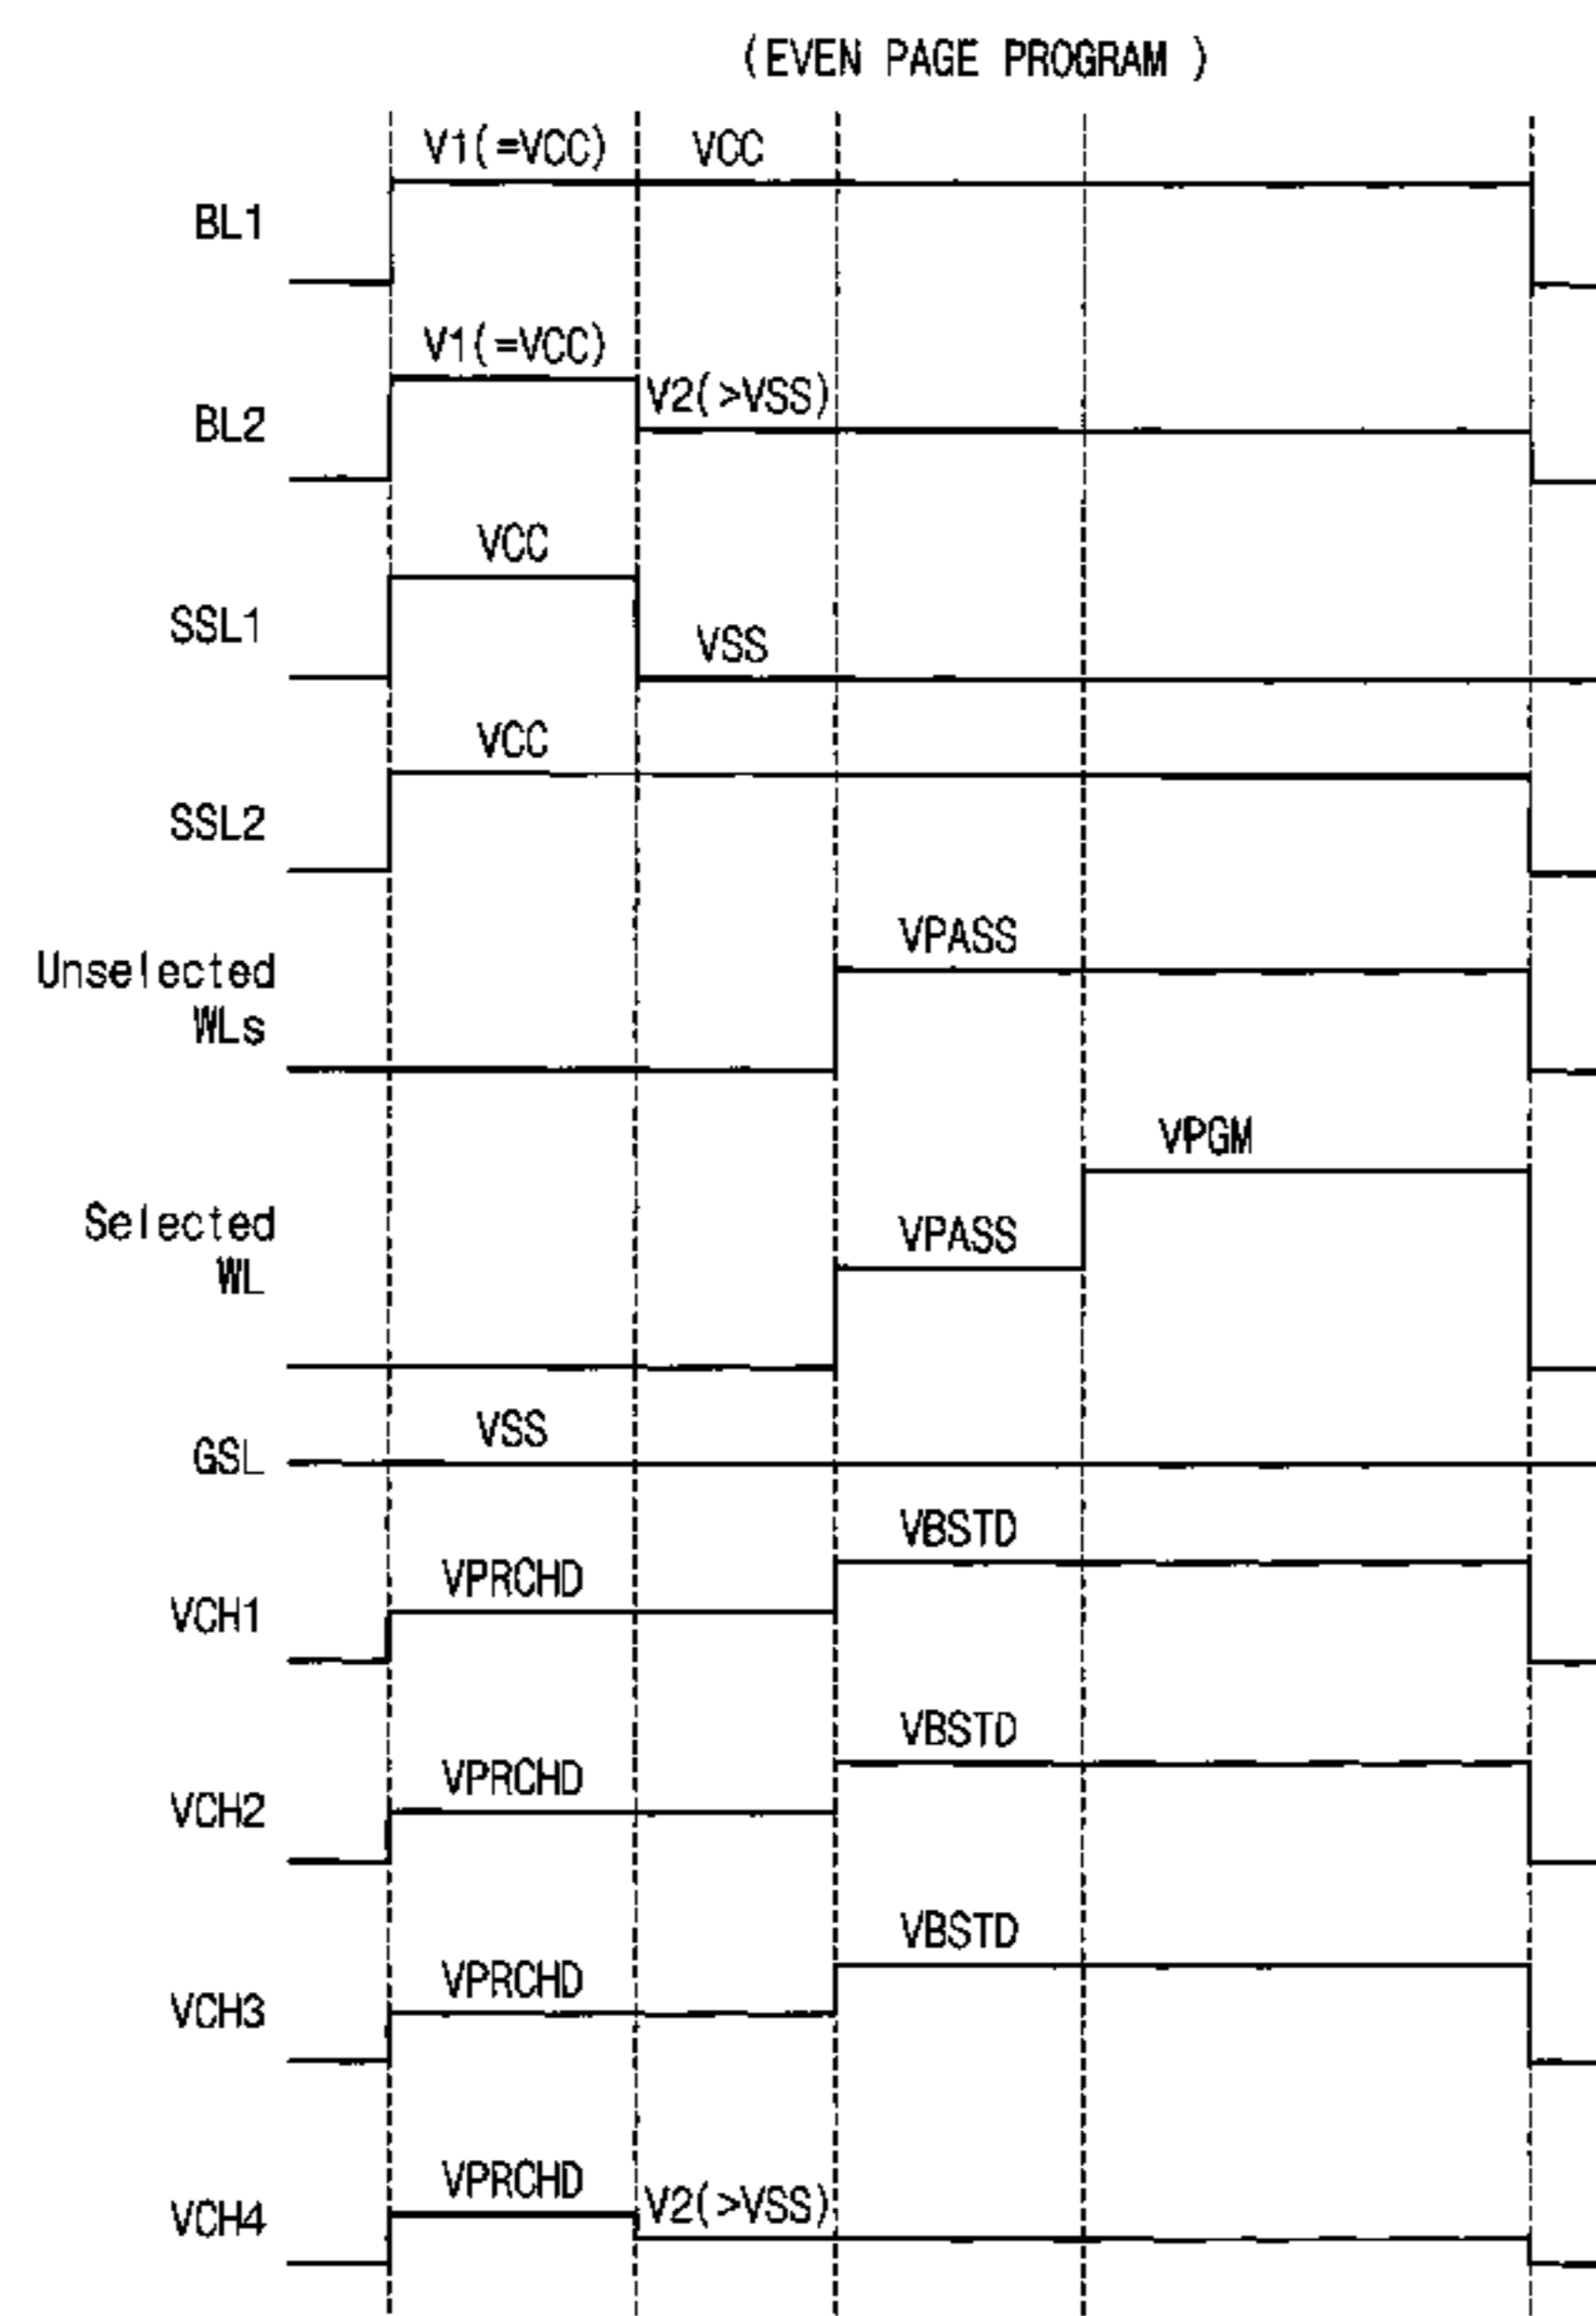 (EVEN PAGE PROGRAM )
V1(=VCC) VCC
BL1
V1(=VCC)
V2(>VSS)
BL2
VCC
SSL1
VSS
VCC
SSL2
VPASS
Unselected
WLs
VPGM
Selected
WL
VPASS
VSS
GSL
VBSTD
VPRCHD
VCH1
VBSTD
VPRCHD
VCH2
VBSTD
VPRCHD
VCH3
VPRCHD
V2(>VSS)
VCH4